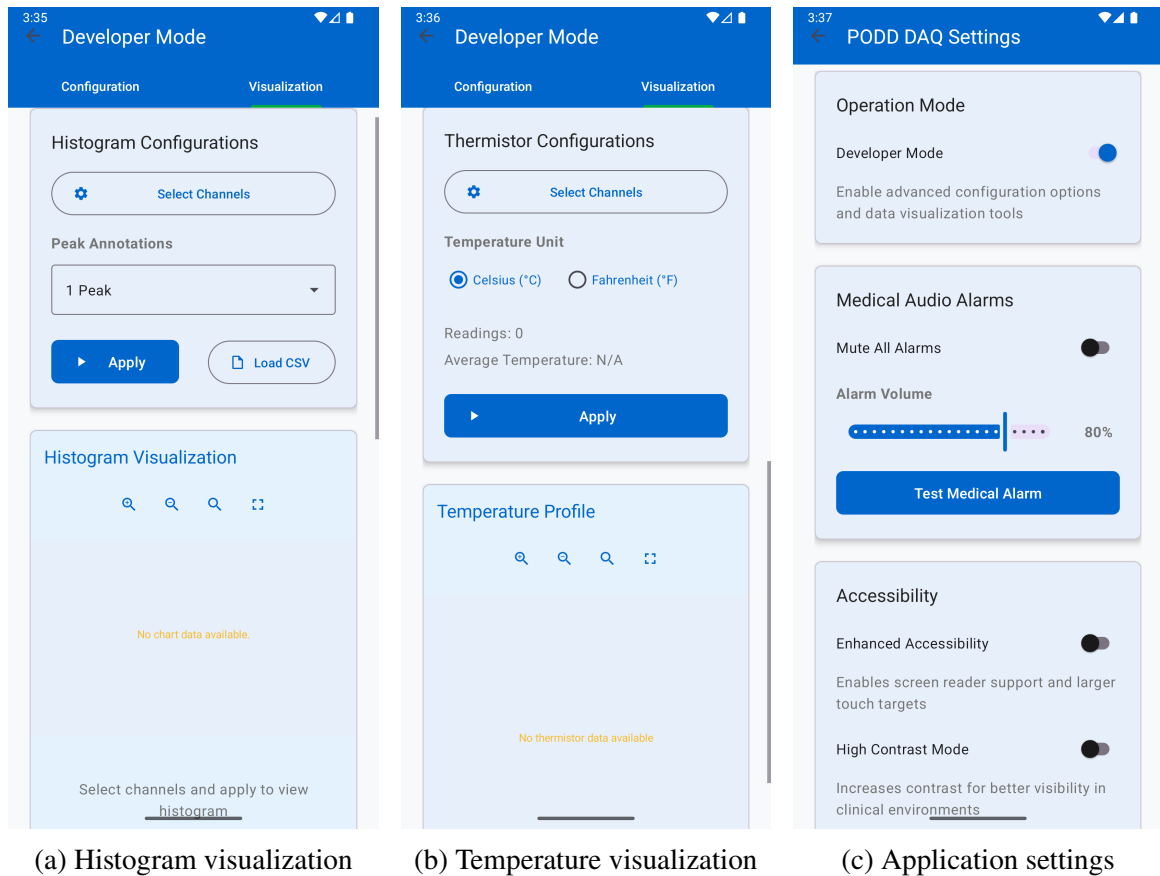 3:35
Developer Mode
Configuration Visualization
Histogram Configurations
Select Channels
Peak Annotations
1 Peak
Apply Load CSV
Histogram Visualization
No chart data available.
Select channels and apply to view
histogram
(a) Histogram visualization
3:36
Developer Mode
Configuration Visualization
Thermistor Configurations
Select Channels
Temperature Unit
Celsius (°C) Fahrenheit (°F)
Readings: 0
Average Temperature: N/A
Apply
Temperature Profile
No thermistor data available
(b) Temperature visualization
3:37
PODD DAQ Settings
Operation Mode
Developer Mode
Enable advanced configuration options
and data visualization tools
Medical Audio Alarms
Mute All Alarms
Alarm Volume
80%
Test Medical Alarm
Accessibility
Enhanced Accessibility
Enables screen reader support and larger
touch targets
High Contrast Mode
Increases contrast for better visibility in
clinical environments
(c) Application settings